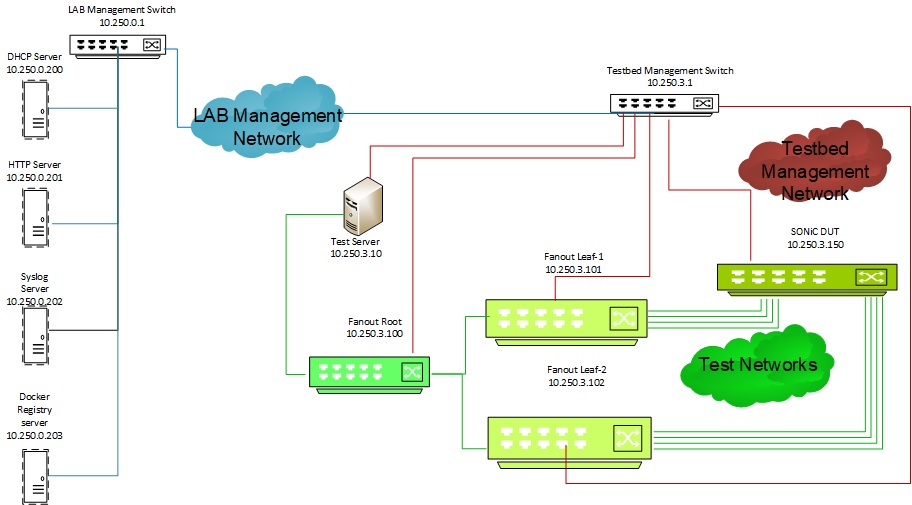 LAB Management Switch
10.250.0.1
DHCP Server
10.250.0.200
HTTP Server
10.250.0.201
Syslog
Server
10.250.0.202
Docker
Registry
server
10.250.0.203
LAB Management
Network
Testbed Management Switch
10.250.3.1
Testbed
Management
Network
Test Server
10.250.3.10
SONiC DUT
10.250.3.150
Fanout Leaf-1
10.250.3.101
Fanout Root
10.250.3.100
Fanout Leaf-2
10.250.3.102
Test Networks